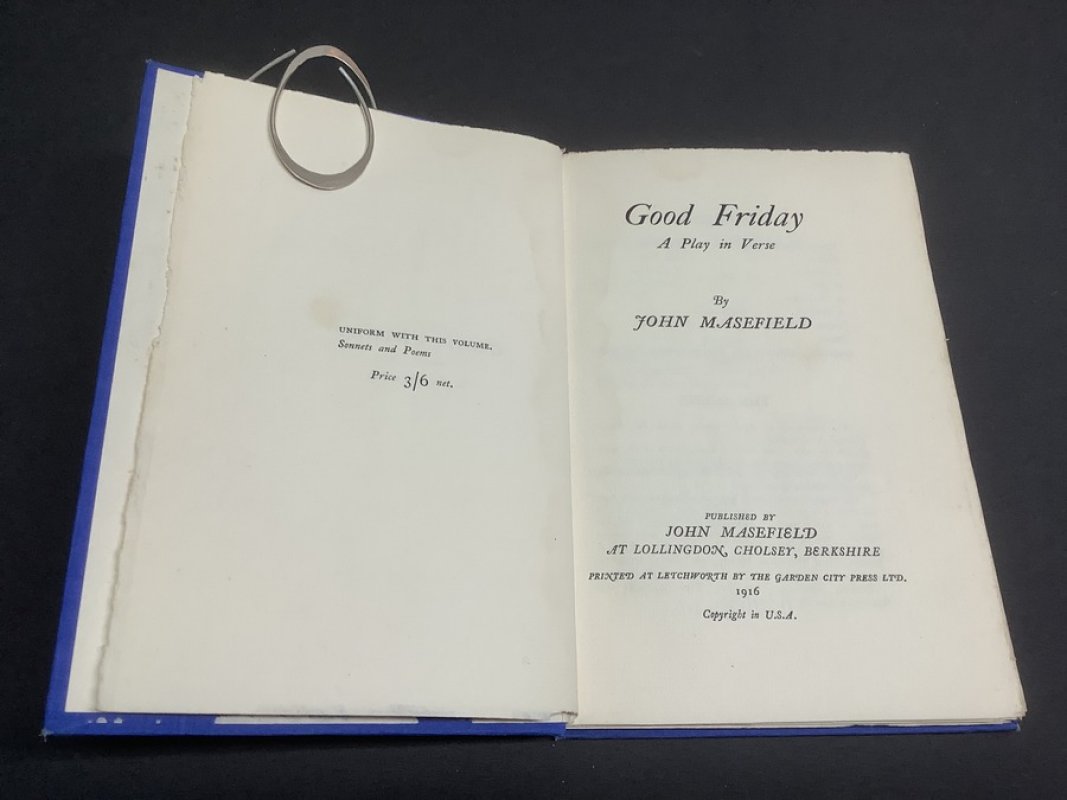 UNIFORM WITH THIS VOLUME.
Sonnets and Poems
Price 3/6 net.
Good Friday
A Play in Verse
By
JOHN MASEFIELD
PUBLISHED BY
JOHN MASEFIELD
AT LOLLINGDON, CHOLSEY, BERKSHIRE
PRINTED AT LETCHWORTH BY THE GARDEN CITY PRESS LTD.
1916
Copyright in U.S.A.